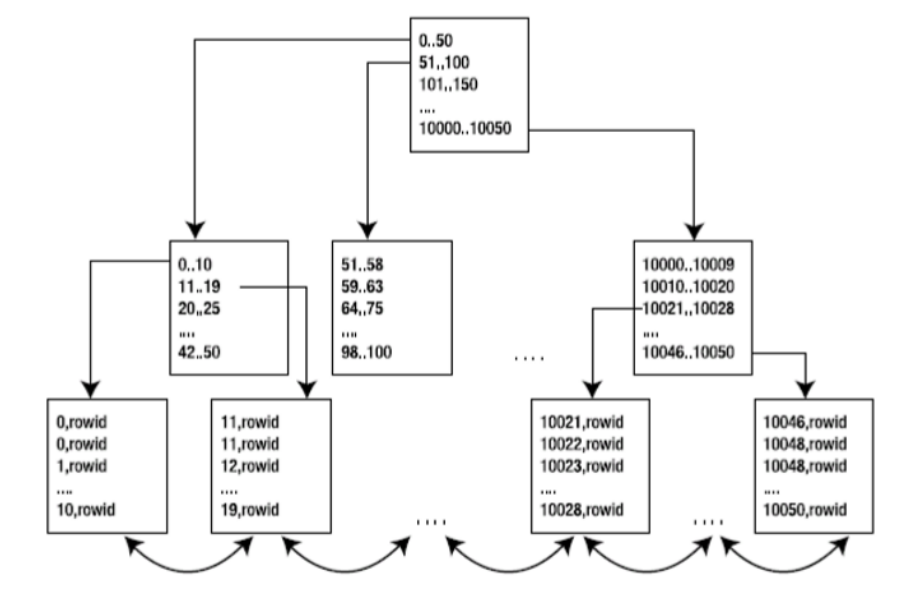 0..50
51,,100
101,,150
....
10000..10050
0..10
11..19
20,,25
....
42..50
51..58
59..63
64,,75
....
98..100
10000..10009
10010..10020
10021,,10028
....
10046..10050
....
0,rowid
0,rowid
1,rowid
....
10,rowid
11,rowid
11,rowid
12,rowid
....
19,rowid
....
10021,rowid
10022,rowid
10023,rowid
....
10028,rowid
....
10046,rowid
10048,rowid
10048,rowid
....
10050,rowid